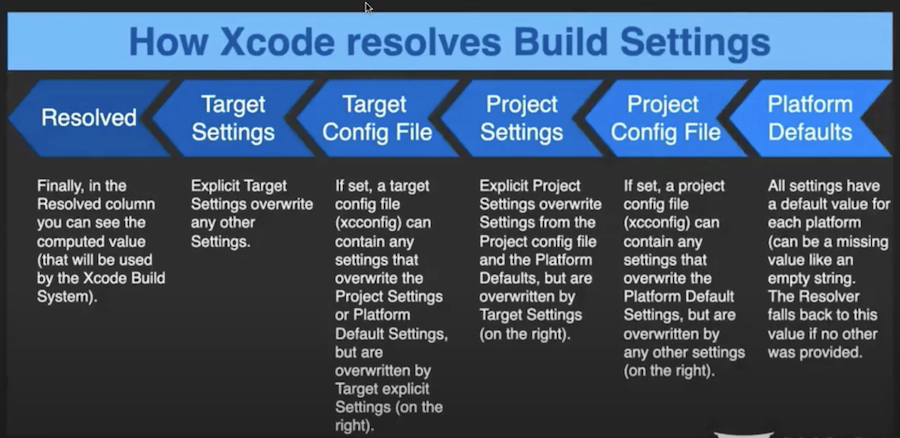 How Xcode resolves Build Settings
Resolved
Target
Settings
Target
Config File
Project
Settings
Project
Config File
Platform
Defaults
Finally, in the
Resolved column
you can see the
computed value
(that will be used
by the Xcode Build
System).
Explicit Target
Settings overwrite
any other
Settings.
If set, a target
config file
(xcconfig) can
contain any
settings that
overwrite the
Project Settings
or Platform
Default Settings,
but are
overwritten by
Target explicit
Settings (on the
right).
Explicit Project
Settings overwrite
Settings from the
Project config file
and the Platform
Defaults, but are
overwritten by
Target Settings
(on the right).
If set, a project
config file
(xcconfig) can
contain any
settings that
overwrite the
Platform Default
Settings, but are
overwritten by
any other settings
(on the right).
All settings have
a default value for
each platform
(can be a missing
value like an
empty string.
The Resolver
falls back to this
value if no other
was provided.